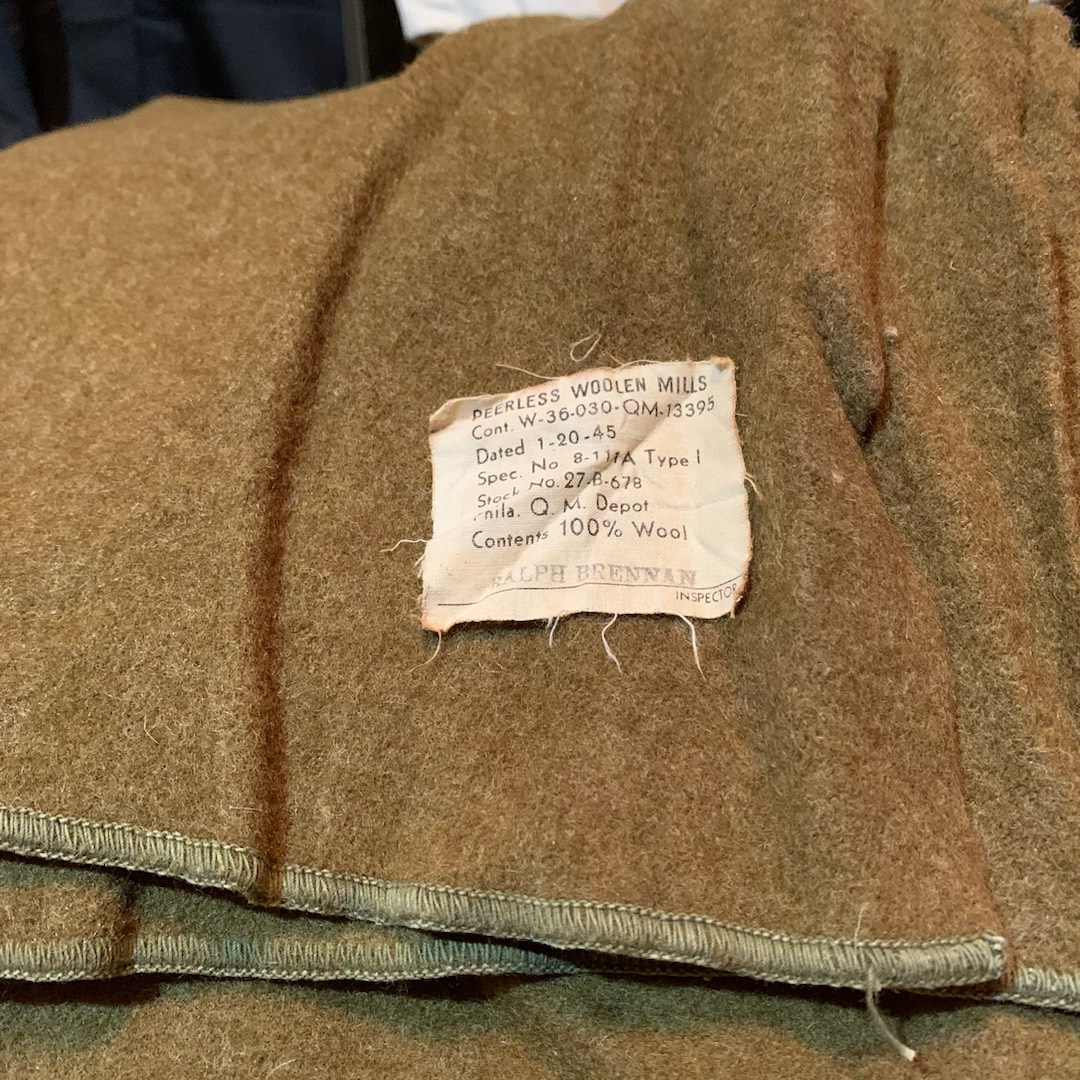 PEERLESS WOOLEN MILLS
Cont. W-36-030-QM-13395
Dated 1-20-45
Spec. No. 8-117A Type I
Stock No. 27-B-678
Phila. Q. M. Depot
Contents 100% Wool
RALPH BRENNAN
INSPECTOR